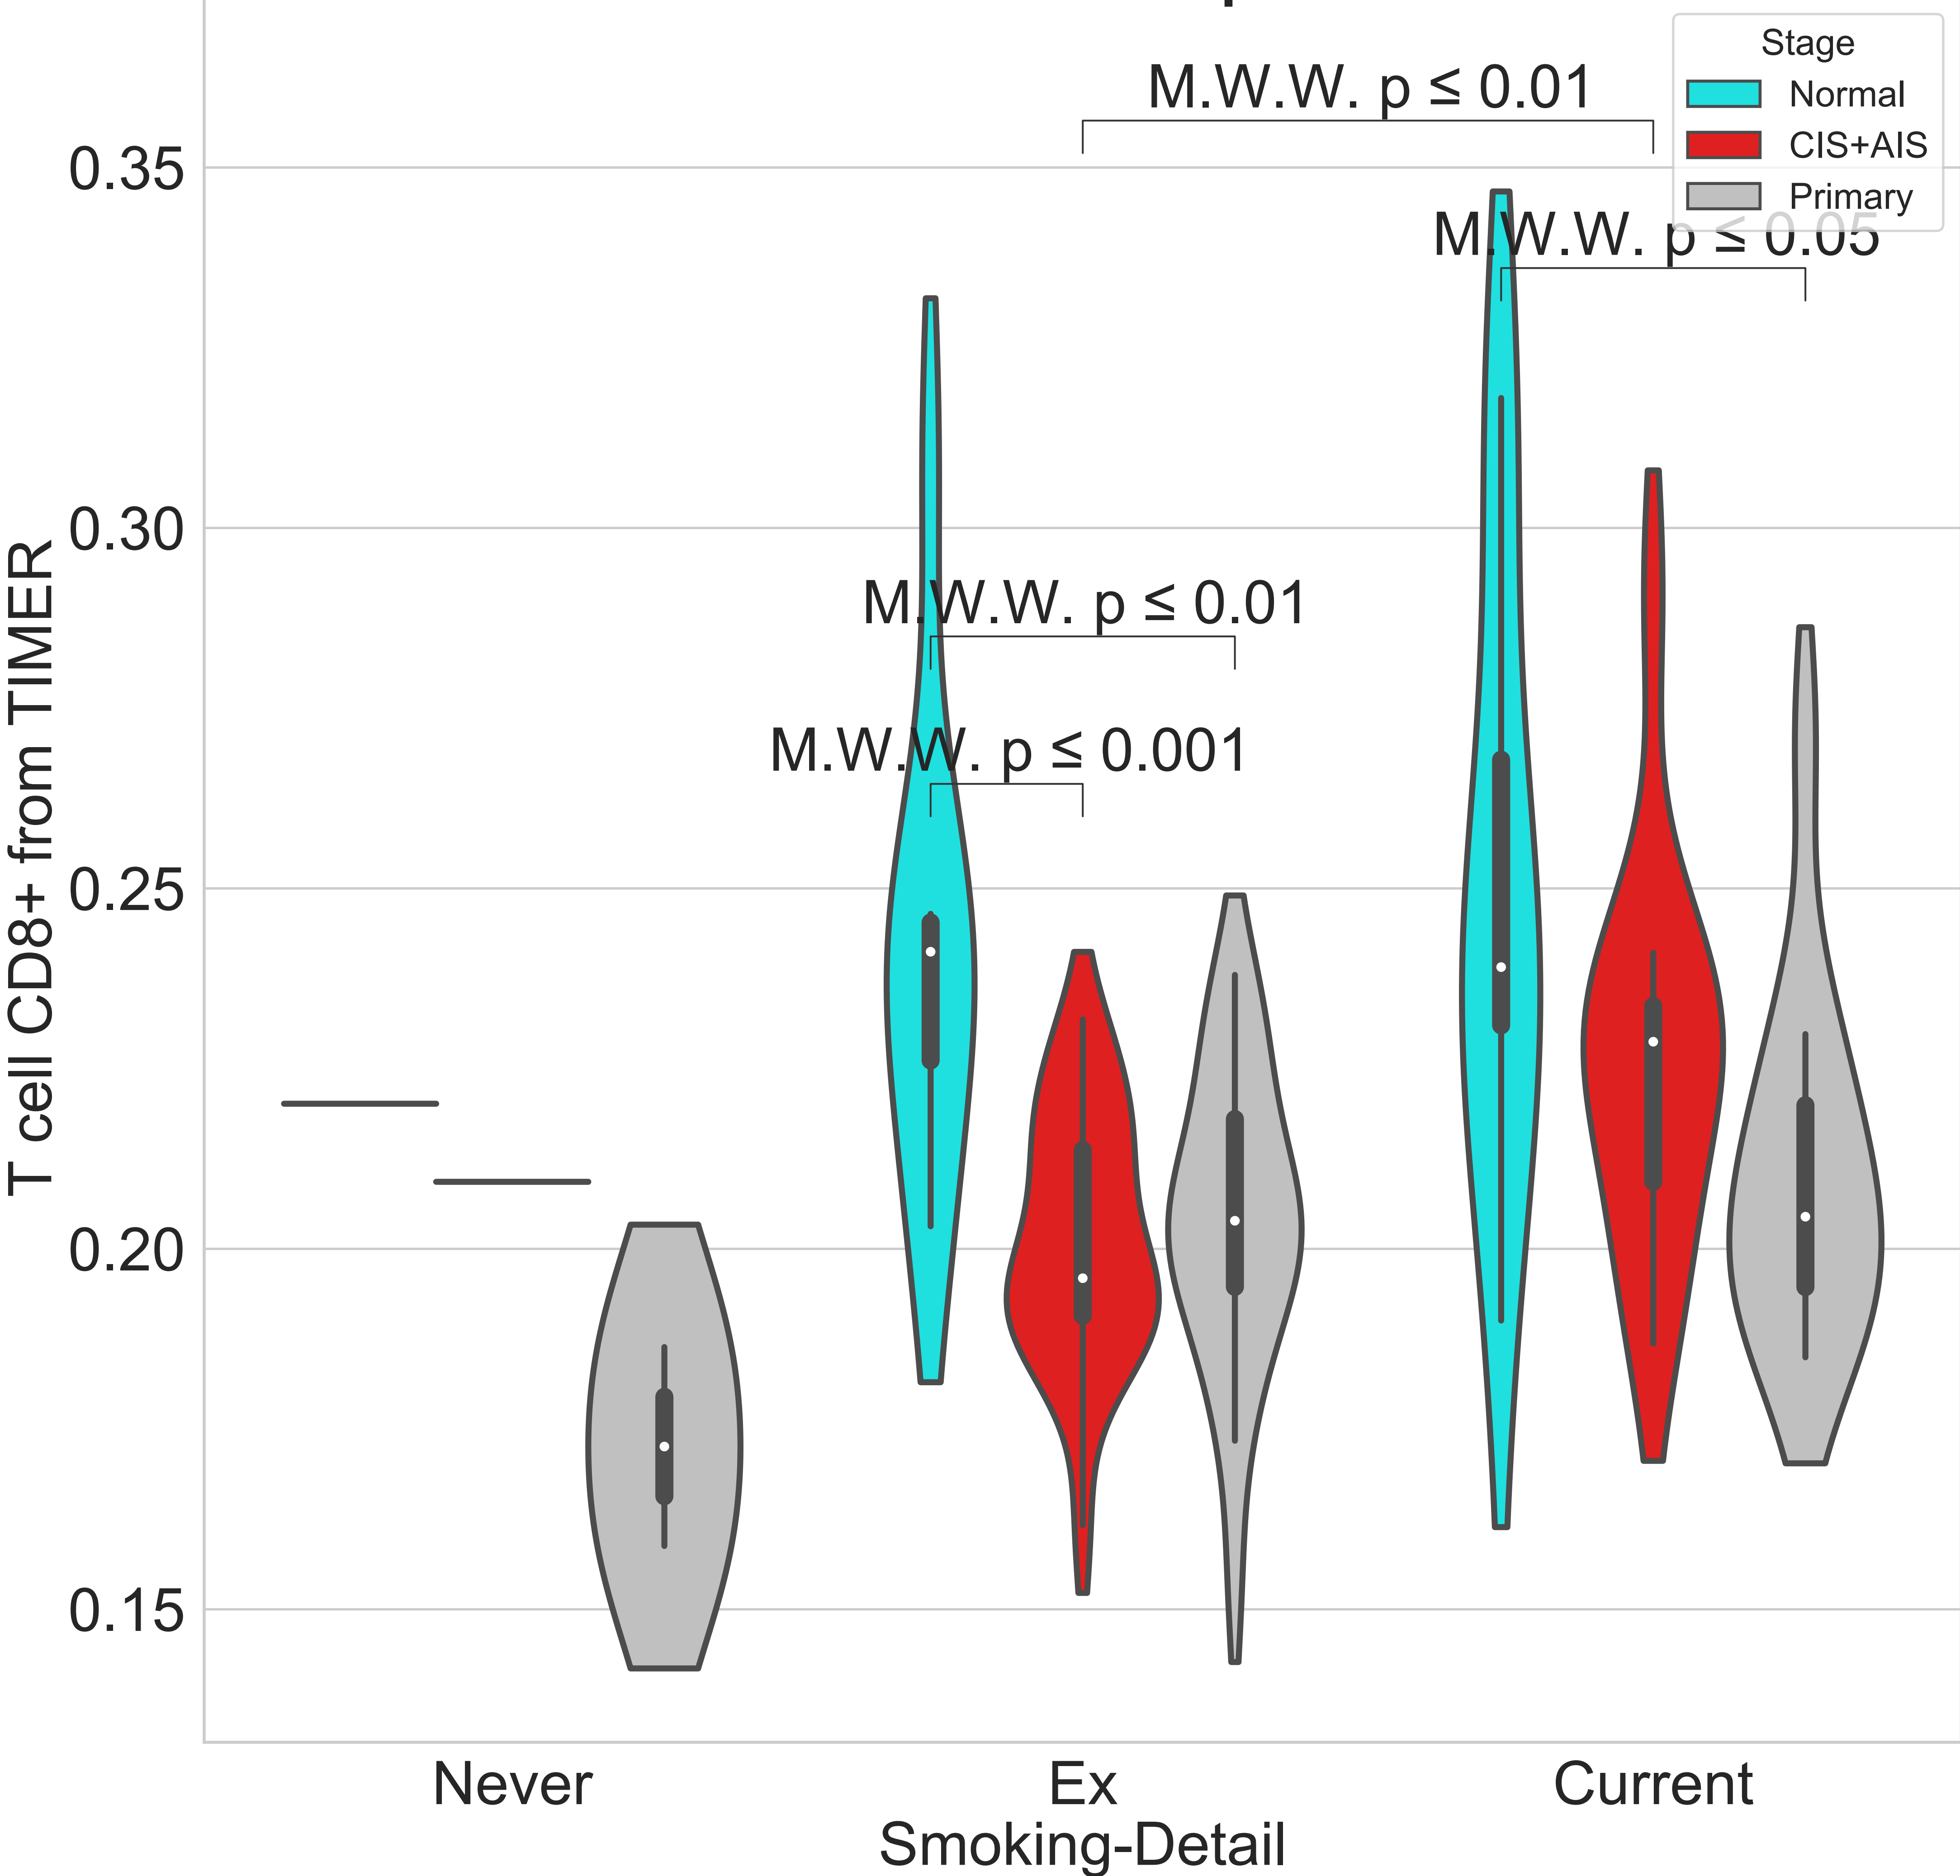 Stage
Normal
CIS+AIS
Primary
M.W.W. p ≤ 0.01
M.W.W. p ≤ 0.05
M.W.W. p ≤ 0.01
M.W.W. p ≤ 0.001
0.35
0.30
0.25
0.20
0.15
T cell CD8+ from TIMER
Never
Ex
Current
Smoking-Detail